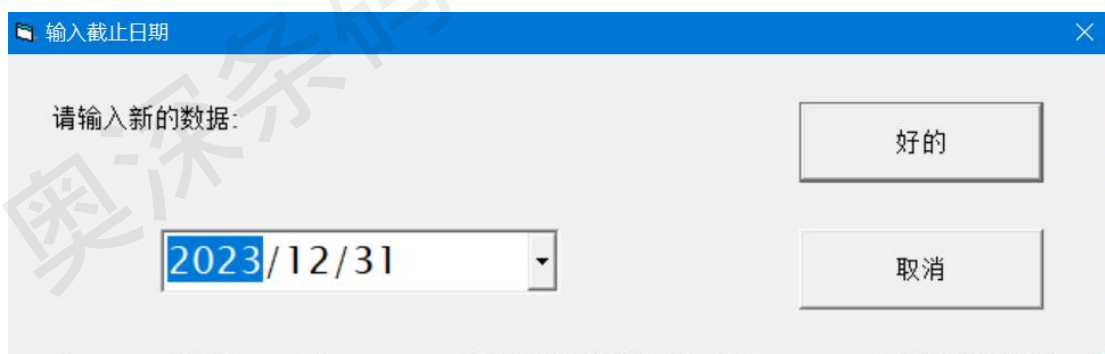 输入截止日期
请输入新的数据:
好的
2023/12/31
取消
奥深条码